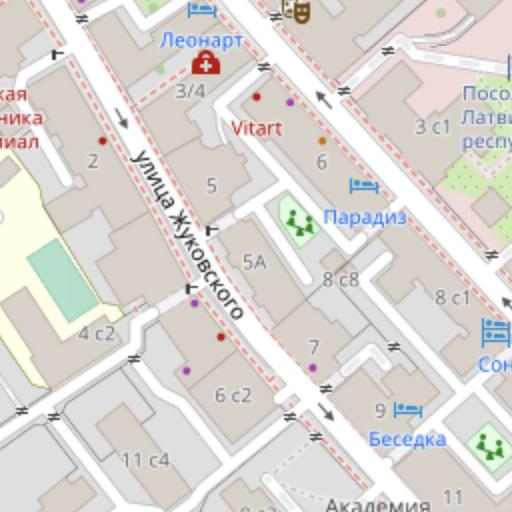 Леонарт
3/4
Vitart
3 с1
Посо
Латви
респу
кая
ника
иал
2
6
5
Парадиз
улица Жуковского
5А
8 с8
8 с1
4 с2
7
Сон
6 с2
9
Беседка
11 с4
11
Академия